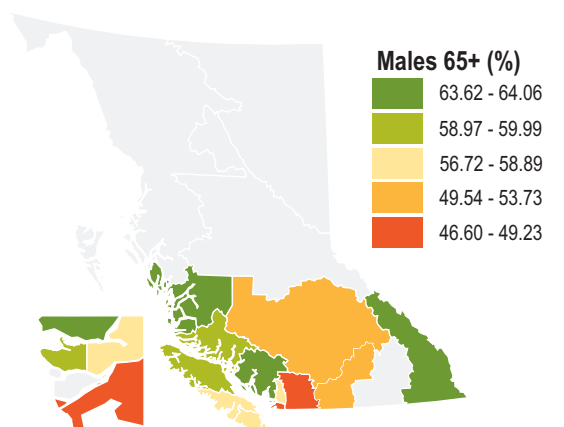 Males 65+ (%)
63.62 - 64.06
58.97 - 59.99
56.72 - 58.89
49.54 - 53.73
46.60 - 49.23